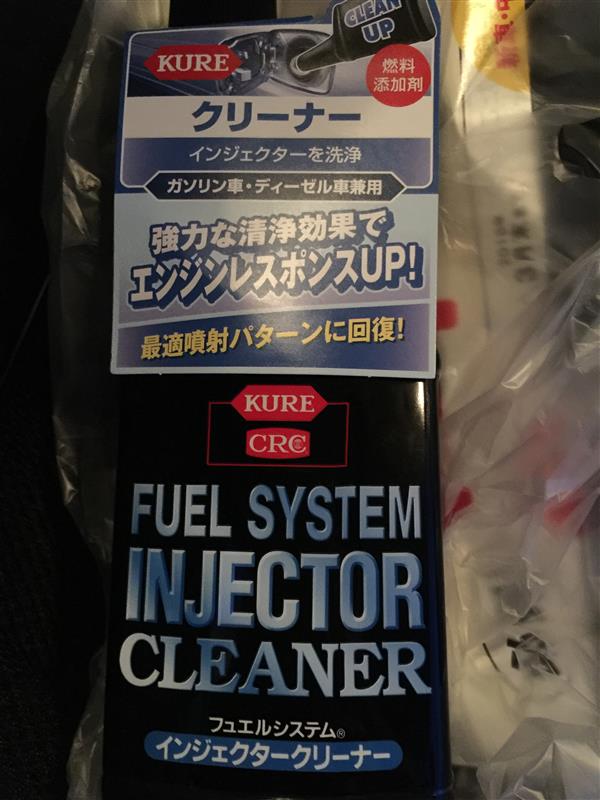 CLEAN
UP
KURE
燃料
添加剤
クリーナー
インジェクターを洗浄
ガソリン車・ディーゼル車兼用
強力な清浄効果で
エンジンレスポンスUP!
最適噴射パターンに回復!
KURE
CRC
FUEL SYSTEM
INJECTOR
CLEANER
フュエルシステム®
インジェクタークリーナー